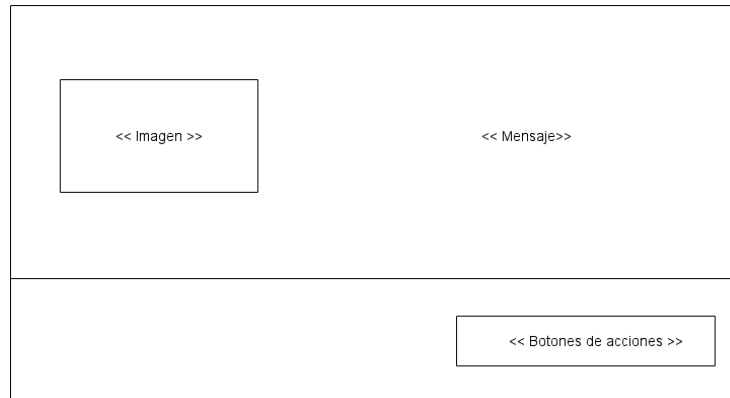 << Imagen >>
<< Mensaje>>
<< Botones de acciones >>